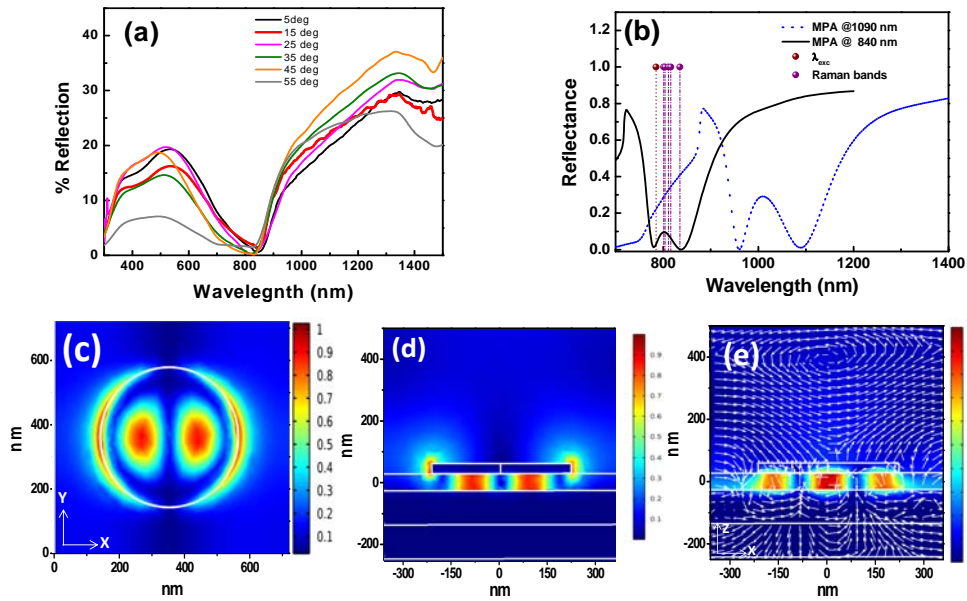 (a)
5deg
15 deg
25 deg
35 deg
45 deg
55 deg
% Reflection
40
30
20
10
0
400 600 800 1000 1200 1400
Wavelegnth (nm)
(b)
MPA @1090 nm
MPA @ 840 nm
λexc
Raman bands
Reflectance
1.2
1.0
0.8
0.6
0.4
0.2
0.0
800 1000 1200 1400
Wavelength (nm)
(c)
nm
600
400
200
0
0 200 400 600
nm
Y
X
1
0.9
0.8
0.7
0.6
0.5
0.4
0.3
0.2
0.1
(d)
nm
400
200
0
-200
-300 -150 0 150 300
nm
0.9
0.8
0.7
0.6
0.5
0.4
0.3
0.2
0.1
(e)
nm
400
200
0
-200
-300 -150 0 150 300
nm
Z
X